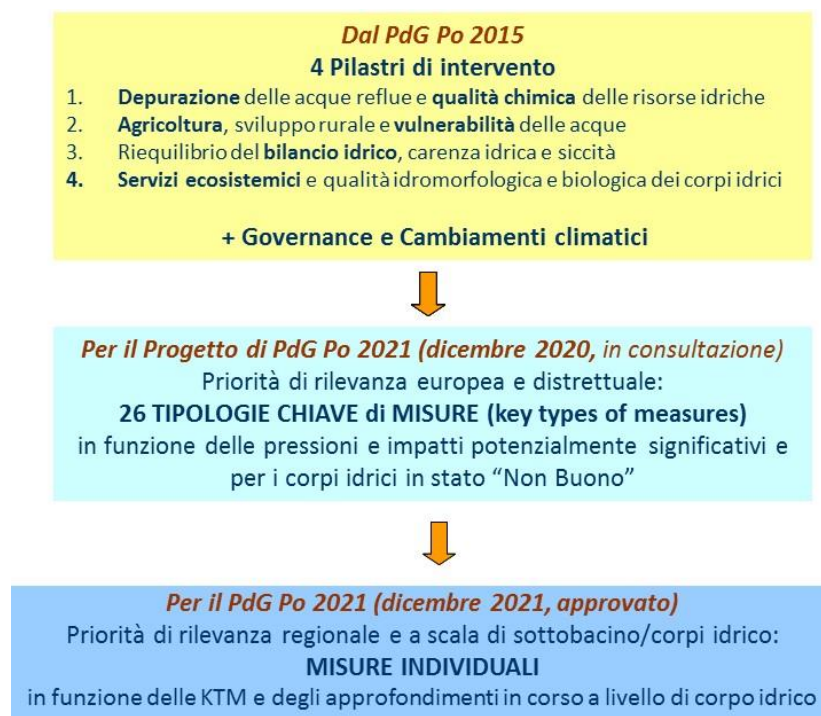 Dal PdG Po 2015
4 Pilastri di intervento
1. Depurazione delle acque reflue e qualità chimica delle risorse idriche
2. Agricoltura, sviluppo rurale e vulnerabilità delle acque
3. Riequilibrio del bilancio idrico, carenza idrica e siccità
4. Servizi ecosistemici e qualità idromorfologica e biologica dei corpi idrici
+ Governance e Cambiamenti climatici
Per il Progetto di PdG Po 2021 (dicembre 2020, in consultazione)
Priorità di rilevanza europea e distrettuale:
26 TIPOLOGIE CHIAVE di MISURE (key types of measures)
in funzione delle pressioni e impatti potenzialmente significativi e
per i corpi idrici in stato “Non Buono”
Per il PdG Po 2021 (dicembre 2021, approvato)
Priorità di rilevanza regionale e a scala di sottobacino/corpi idrico:
MISURE INDIVIDUALI
in funzione delle KTM e degli approfondimenti in corso a livello di corpo idrico